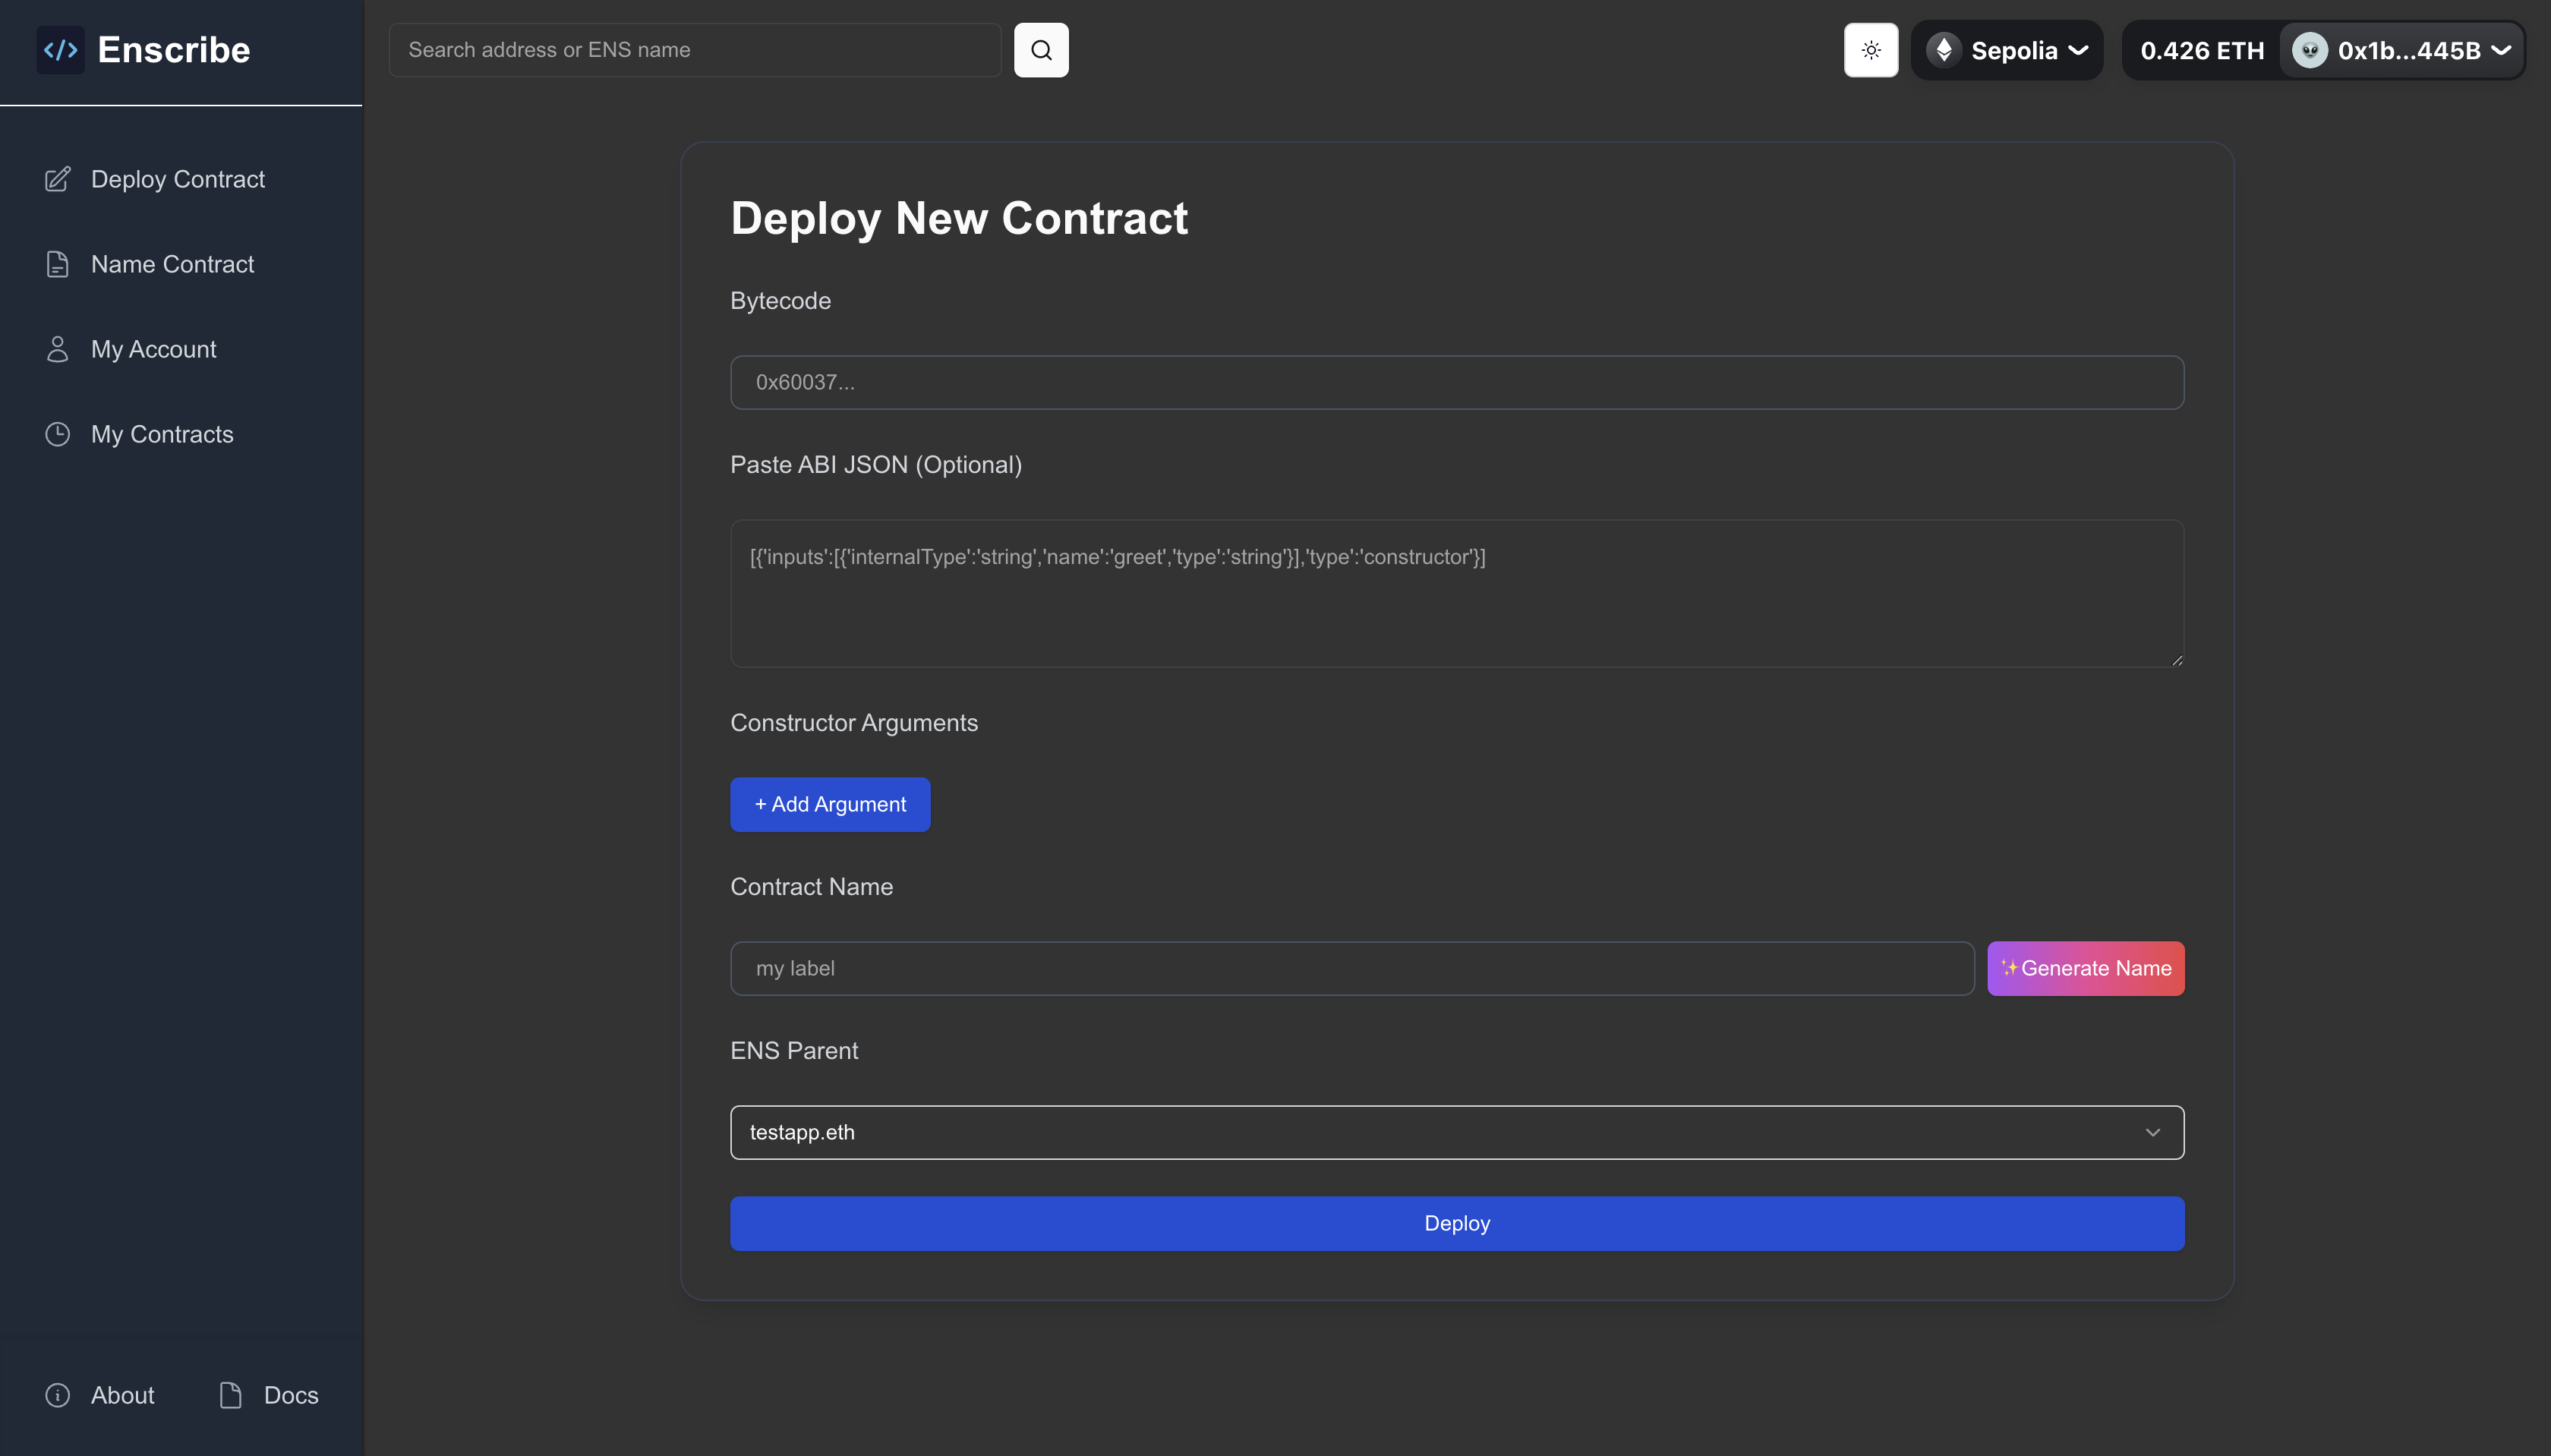 </> Enscribe
Search address or ENS name
Sepolia
0.426 ETH
0x1b...445B
Deploy Contract
Name Contract
My Account
My Contracts
About
Docs
Deploy New Contract
Bytecode
0x60037...
Paste ABI JSON (Optional)
[{'inputs':[{'internalType':'string','name':'greet','type':'string'}],'type':'constructor'}]
Constructor Arguments
+ Add Argument
Contract Name
my label
✨Generate Name
ENS Parent
testapp.eth
Deploy